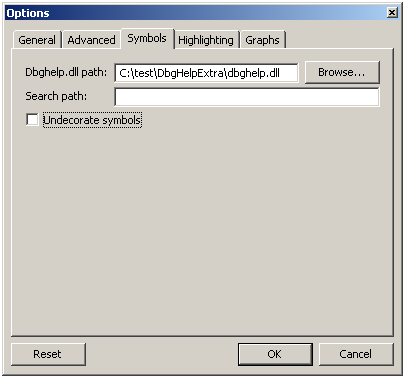 Options
General Advanced Symbols Highlighting Graphs
Dbghelp.dll path: C:\test\DbgHelpExtra\dbghelp.dll Browse...
Search path:
Undecorate symbols
Reset OK Cancel